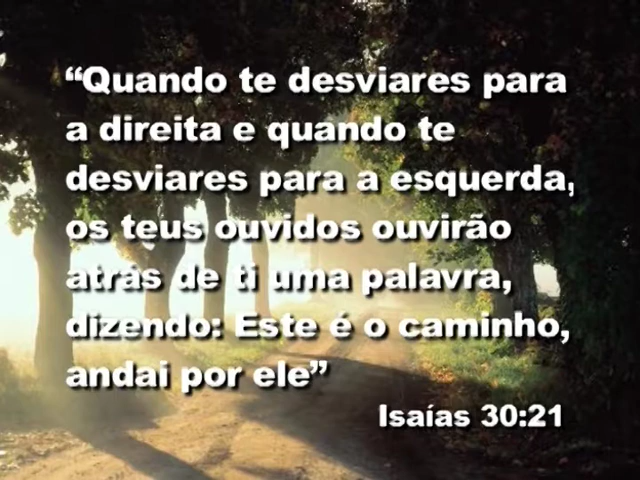 “Quando te desviares para
a direita e quando te
desviares para a esquerda,
os teus ouvidos ouvirão
atrás de ti uma palavra,
dizendo: Este é o caminho,
andai por ele”
Isaías 30:21